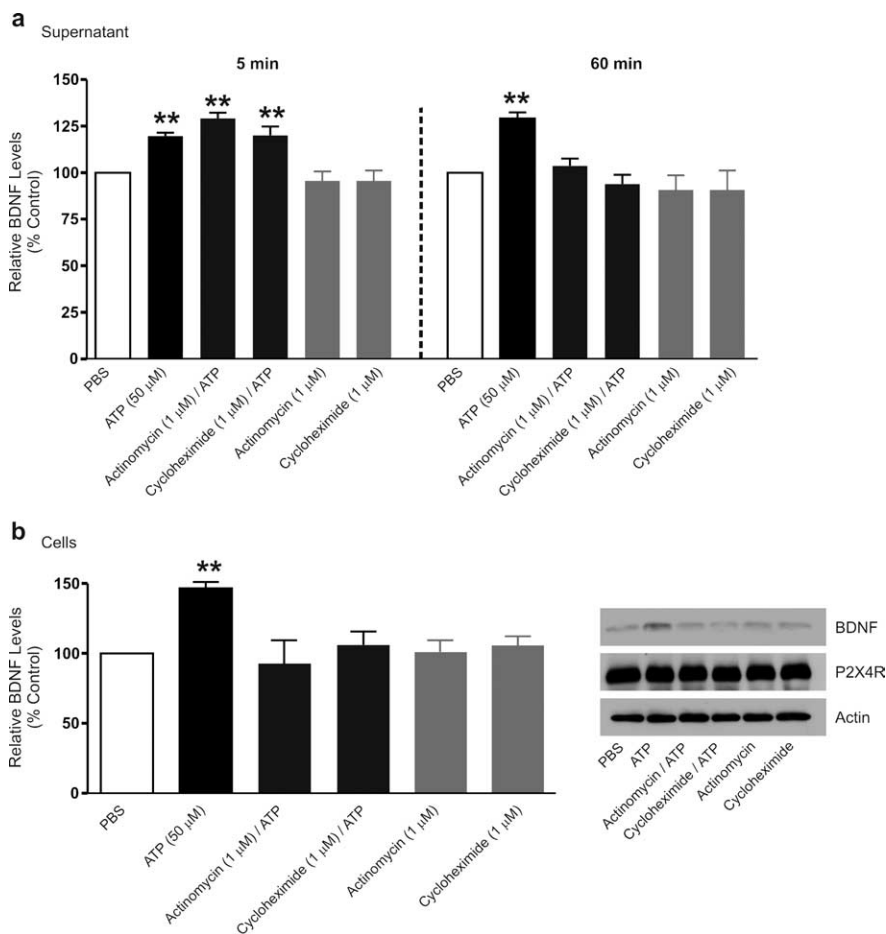 a
Supernatant
5 min
60 min
Relative BDNF Levels
(% Control)
150
125
100
75
50
25
0
**
**
**
**
PBS
ATP (50 μM)
Actinomycin (1 μM) / ATP
Cycloheximide (1 μM) / ATP
Actinomycin (1 μM)
Cycloheximide (1 μM)
PBS
ATP (50 μM)
Actinomycin (1 μM) / ATP
Cycloheximide (1 μM) / ATP
Actinomycin (1 μM)
Cycloheximide (1 μM)
b
Cells
Relative BDNF Levels
(% Control)
150
100
50
0
**
PBS
ATP (50 μM)
Actinomycin (1 μM) / ATP
Cycloheximide (1 μM) / ATP
Actinomycin (1 μM)
Cycloheximide (1 μM)
BDNF
P2X4R
Actin
PBS
ATP
Actinomycin / ATP
Cycloheximide / ATP
Actinomycin
Cycloheximide